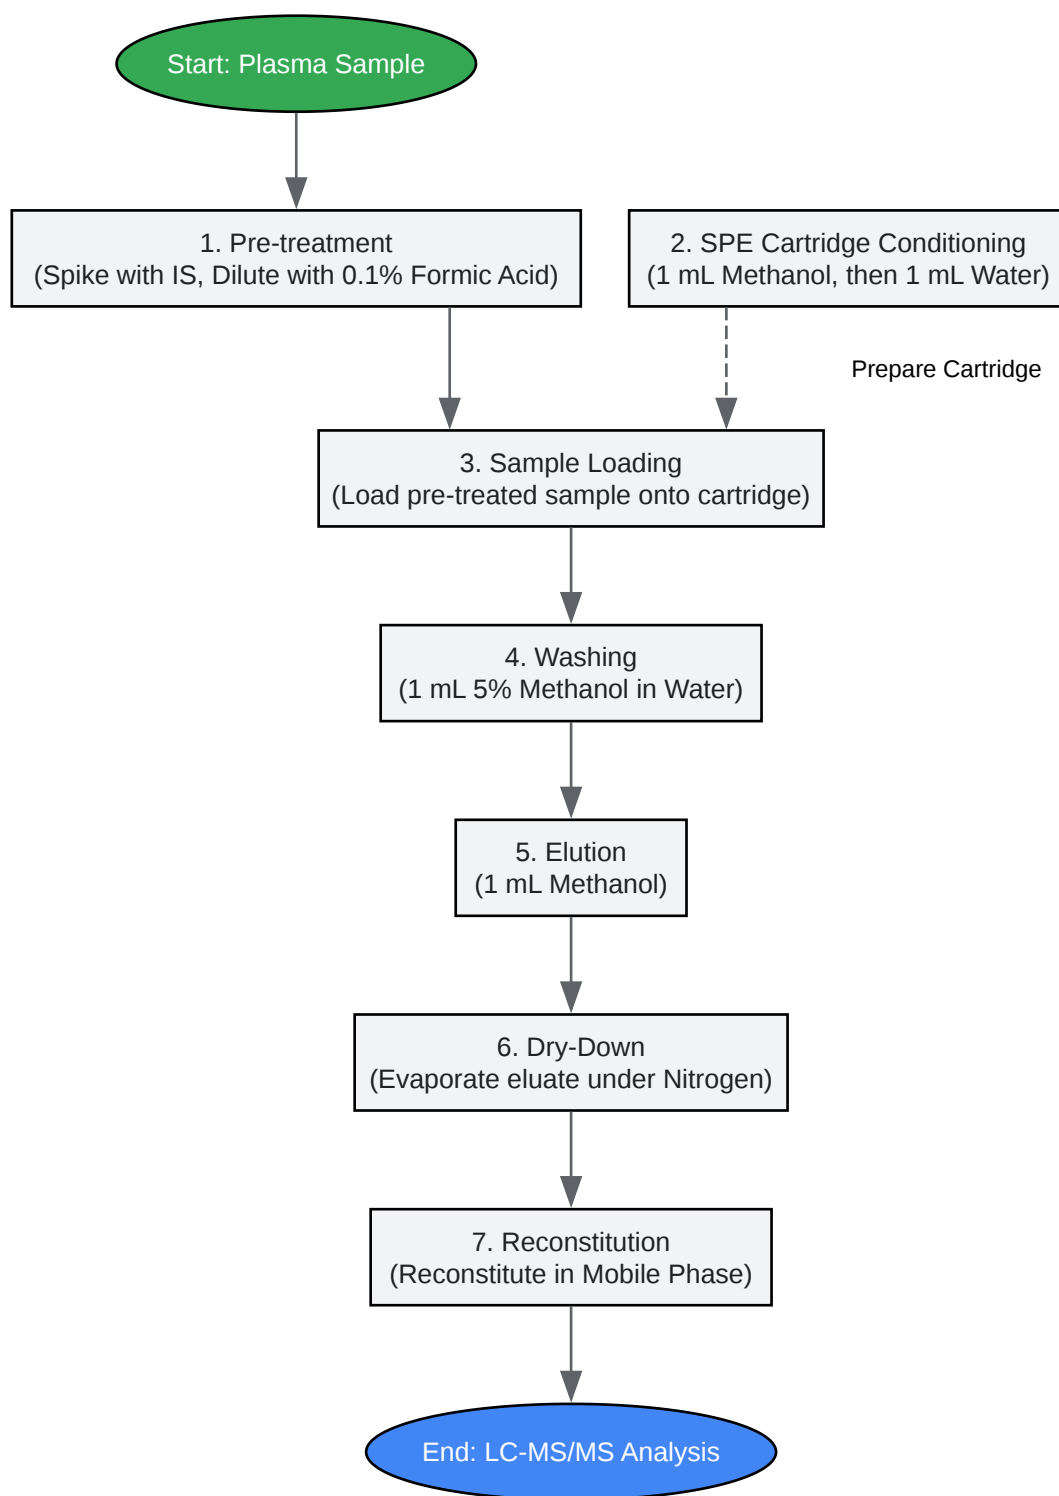 Start: Plasma Sample
1. Pre-treatment
(Spike with IS, Dilute with 0.1% Formic Acid)
2. SPE Cartridge Conditioning
(1 mL Methanol, then 1 mL Water)
Prepare Cartridge
3. Sample Loading
(Load pre-treated sample onto cartridge)
4. Washing
(1 mL 5% Methanol in Water)
5. Elution
(1 mL Methanol)
6. Dry-Down
(Evaporate eluate under Nitrogen)
7. Reconstitution
(Reconstitute in Mobile Phase)
End: LC-MS/MS Analysis